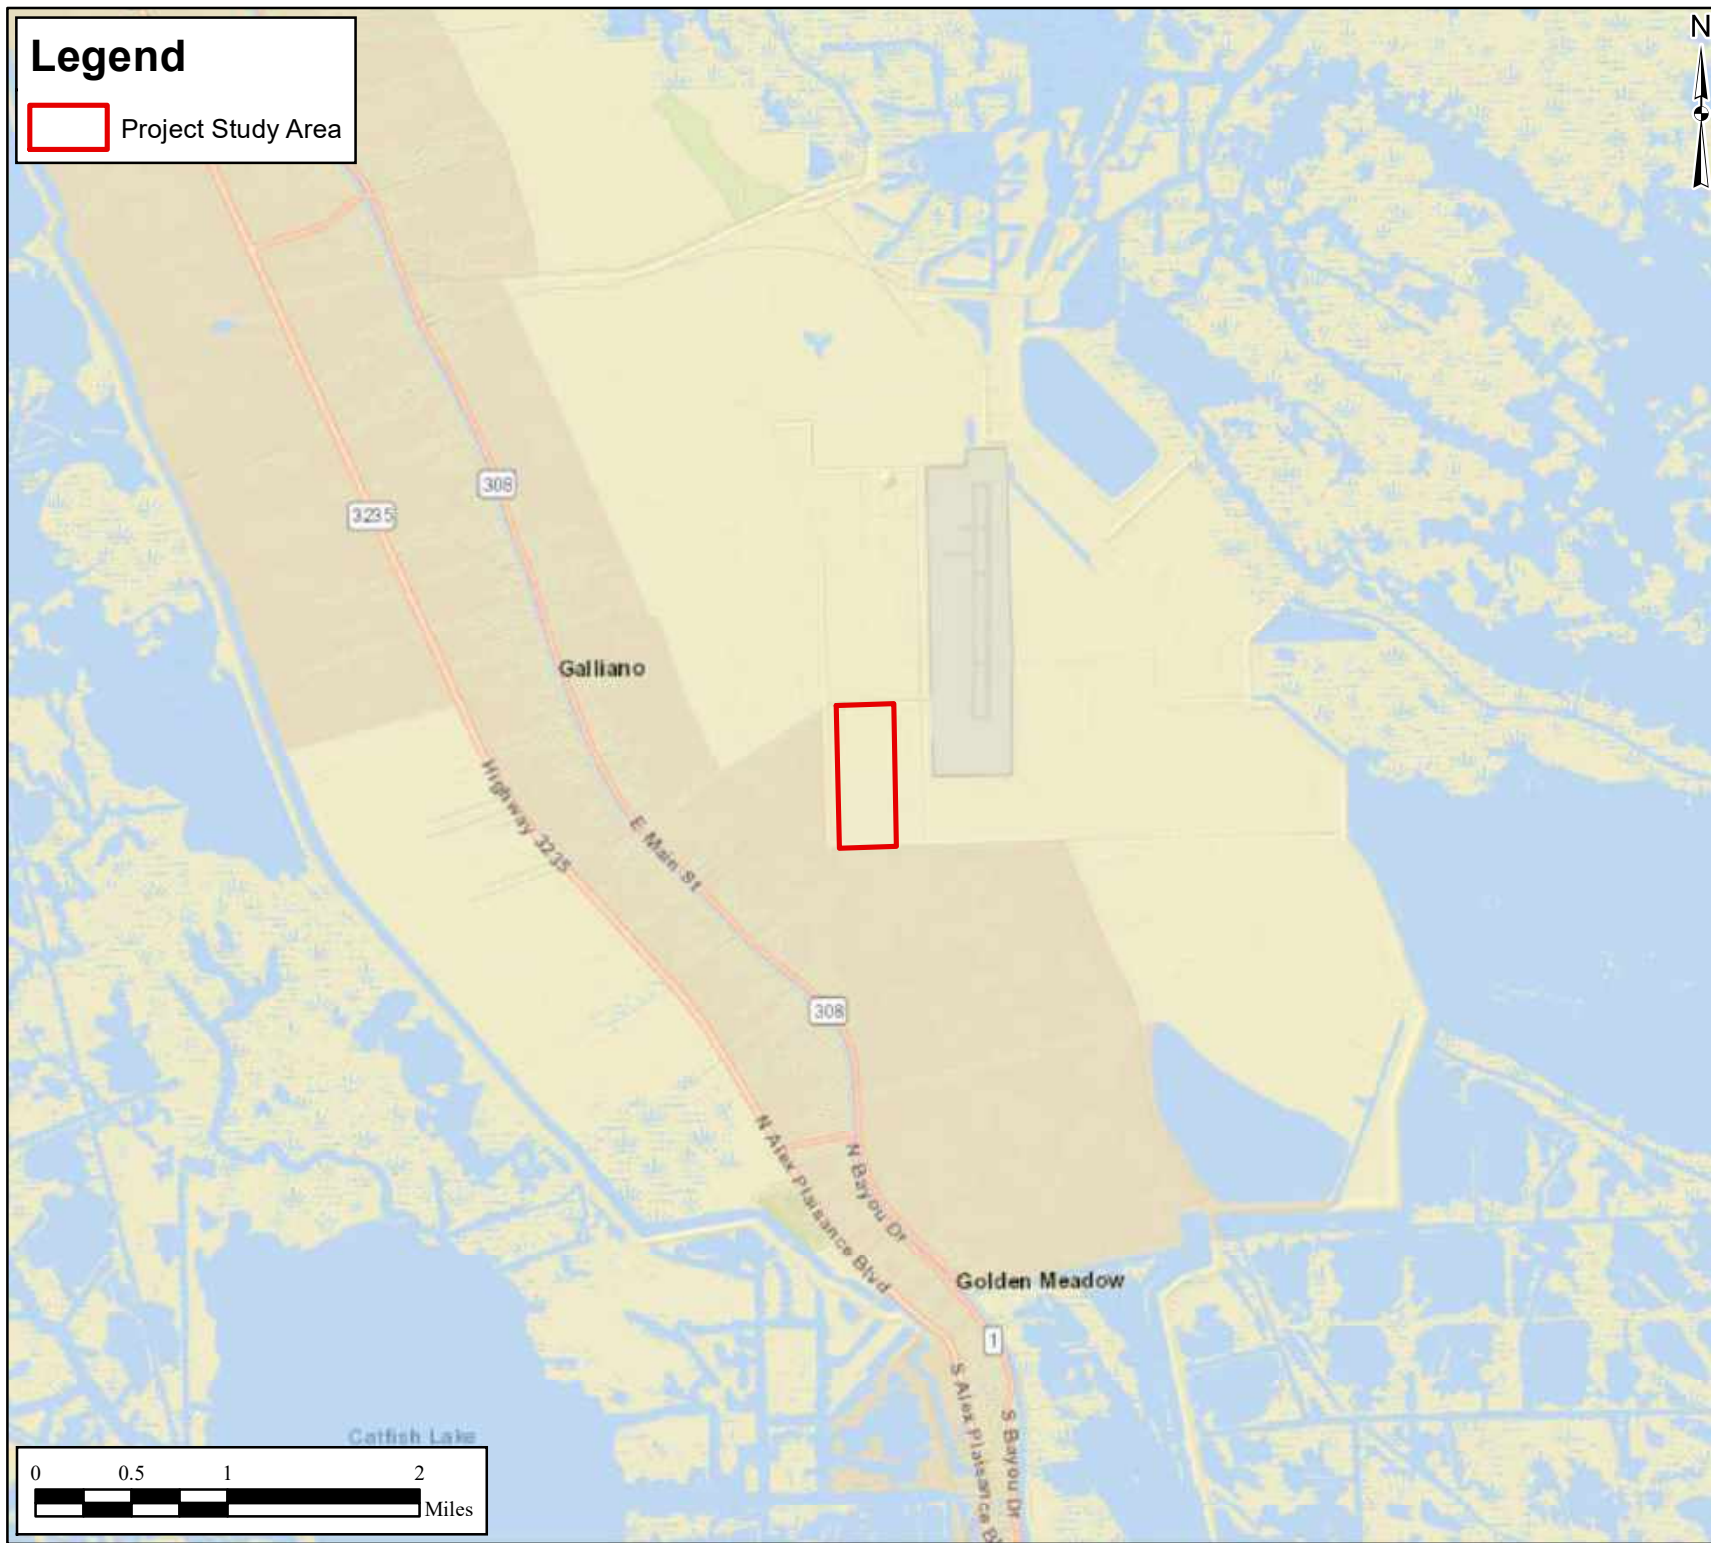 Legend
Project Study Area
N
308
3235
Galliano
Highway 3235
E Main St
308
N Alex Plaisance Blvd
N Bayou Dr
Golden Meadow
1
S Alex Plaisance Bl
S Bayou Dr
Catfish Lake
0 0.5 1 2
Miles